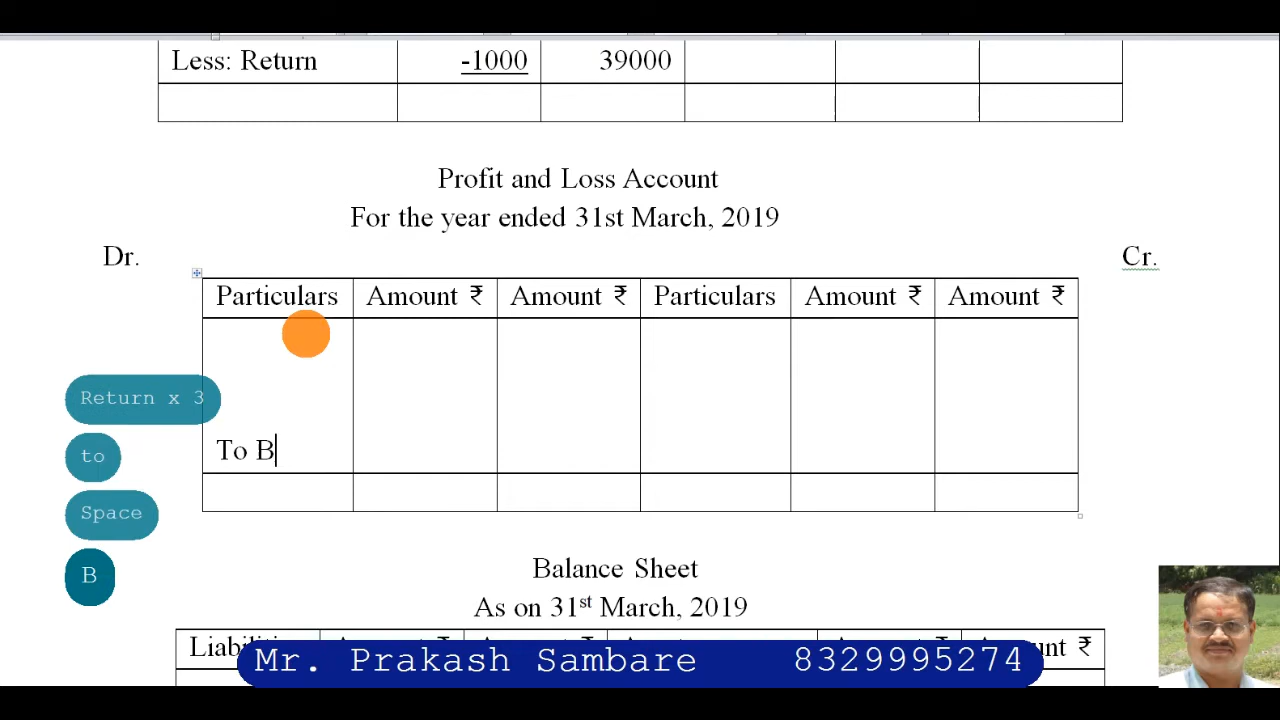 Less: Return -1000 39000
Profit and Loss Account
For the year ended 31st March, 2019
Dr. Cr.
Particulars Amount ₹ Amount ₹ Particulars Amount ₹ Amount ₹
Return x 3
To B
to
Space
B
Balance Sheet
As on 31st March, 2019
Mr. Prakash Sambare 8329995274